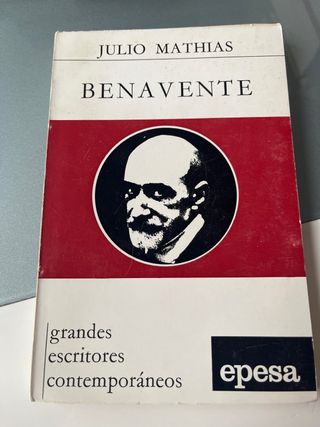 JULIO MATHIAS
BENAVENTE
grandes
escritores
contemporáneos
epesa